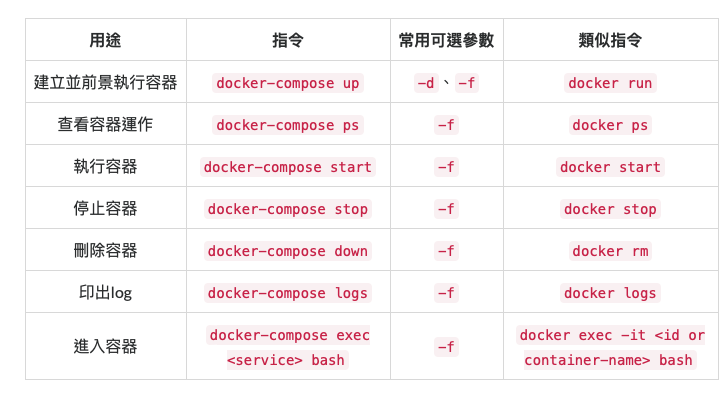 用途 指令 常用可選參數 類似指令
建立並前景執行容器 docker-compose up -d、-f docker run
查看容器運作 docker-compose ps -f docker ps
執行容器 docker-compose start -f docker start
停止容器 docker-compose stop -f docker stop
刪除容器 docker-compose down -f docker rm
印出log docker-compose logs -f docker logs
進入容器 docker-compose exec <service> bash -f docker exec -it <id or container-name> bash